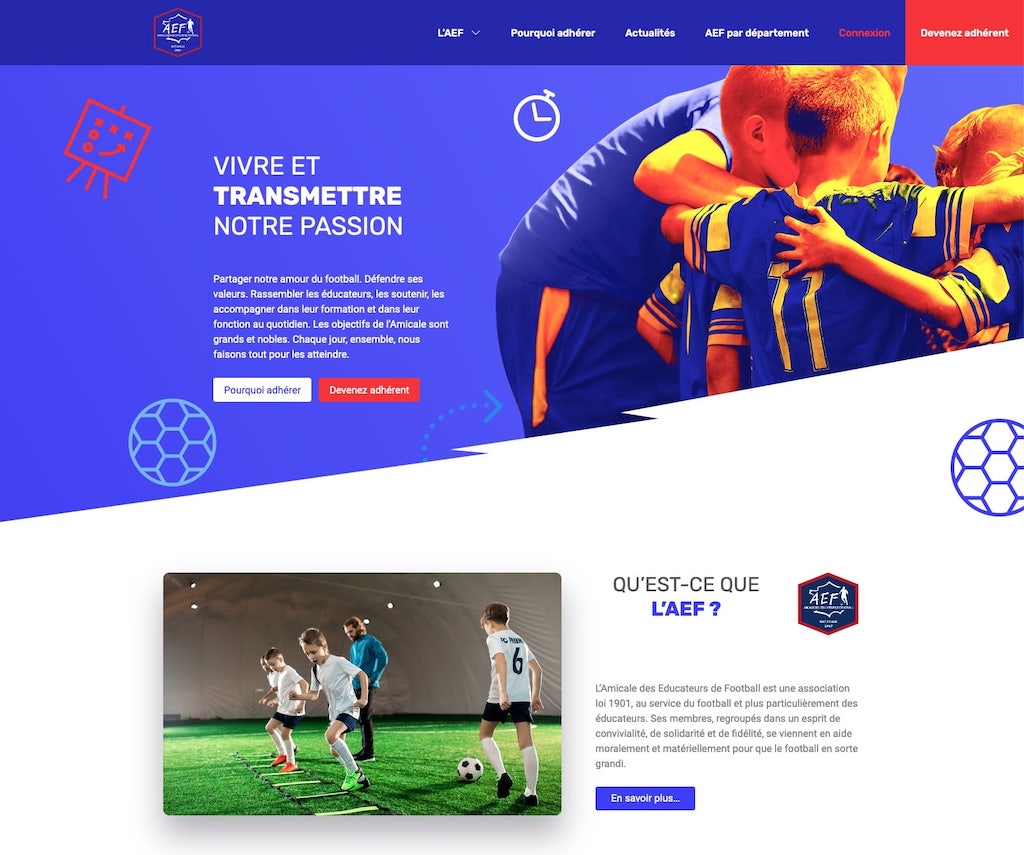 AEF
L'AEF
Pourquoi adhérer
Actualités
AEF par département
Connexion
Devenez adhérent
VIVRE ET
TRANSMETTRE
NOTRE PASSION
11
Partager notre amour du football. Défendre ses
valeurs. Rassembler les éducateurs, les soutenir, les
accompagner dans leur formation et dans leur
fonction au quotidien. Les objectifs de l'Amicale sont
grands et nobles. Chaque jour, ensemble, nous
faisons tout pour les atteindre.
Pourquoi adhérer
Devenez adhérent
QU'EST-CE QUE
L'AEF ?
AEF
NATIONALE
6
L'Amicale des Educateurs de Football est une association
loi 1901, au service du football et plus particulièrement des
éducateurs. Ses membres, regroupés dans un esprit de
convivialité, de solidarité et de fidélité, se viennent en aide
moralement et matériellement pour que le football en sorte
grandi.
En savoir plus...